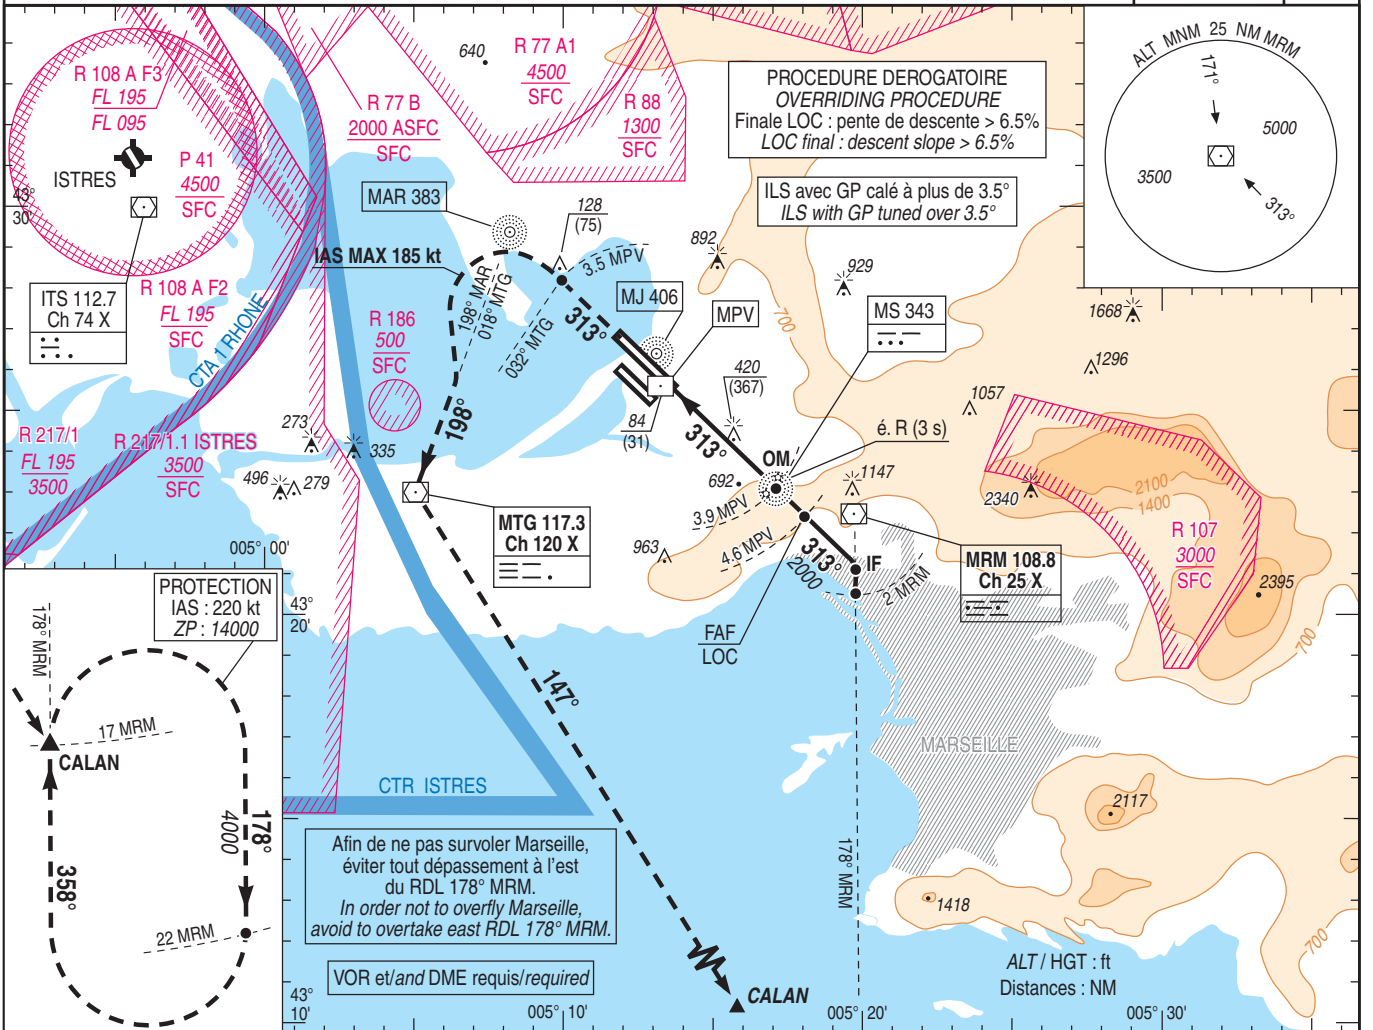 R 108 A F3
FL 195
FL 095
P 41
4500
SFC
ISTRES
43°
30'
ITS 112.7
Ch 74 X
R 108 A F2
FL 195
SFC
CTA 1 RHONE
R 217/1
FL 195
3500
R 217/1.1 ISTRES
3500
SFC
640
R 77 A1
4500
SFC
R 77 B
2000 ASFC
SFC
R 88
1300
SFC
MAR 383
128
(75)
IAS MAX 185 kt
3.5 MPV
198° MAR
018° MTG
032° MTG
313°
MJ 406
MPV
R 186
500
SFC
198°
273
335
496
279
84
(31)
420
(367)
313°
692
3.9 MPV
4.6 MPV
963
OM
é. R (3 s)
MS 343
1147
313°
2000
IF
2 MRM
FAF
LOC
MTG 117.3
Ch 120 X
MRM 108.8
Ch 25 X
PROCEDURE DEROGATOIRE
OVERRIDING PROCEDURE
Finale LOC : pente de descente > 6.5%
LOC final : descent slope > 6.5%
ILS avec GP calé à plus de 3.5°
ILS with GP tuned over 3.5°
892
929
700
ALT MNM 25 NM MRM
171°
5000
3500
313°
1668
1296
1057
2340
2100
1400
R 107
3000
SFC
2395
700
005° 00'
43°
20'
PROTECTION
IAS : 220 kt
ZP : 14000
178° MRM
17 MRM
CALAN
178°
4000
358°
22 MRM
147°
CTR ISTRES
Afin de ne pas survoler Marseille,
éviter tout dépassement à l'est
du RDL 178° MRM.
In order not to overfly Marseille,
avoid to overtake east RDL 178° MRM.
VOR et/and DME requis/required
MARSEILLE
178° MRM
2117
1418
700
CALAN
ALT / HGT : ft
Distances : NM
43°
10'
005° 10'
005° 20'
005° 30'